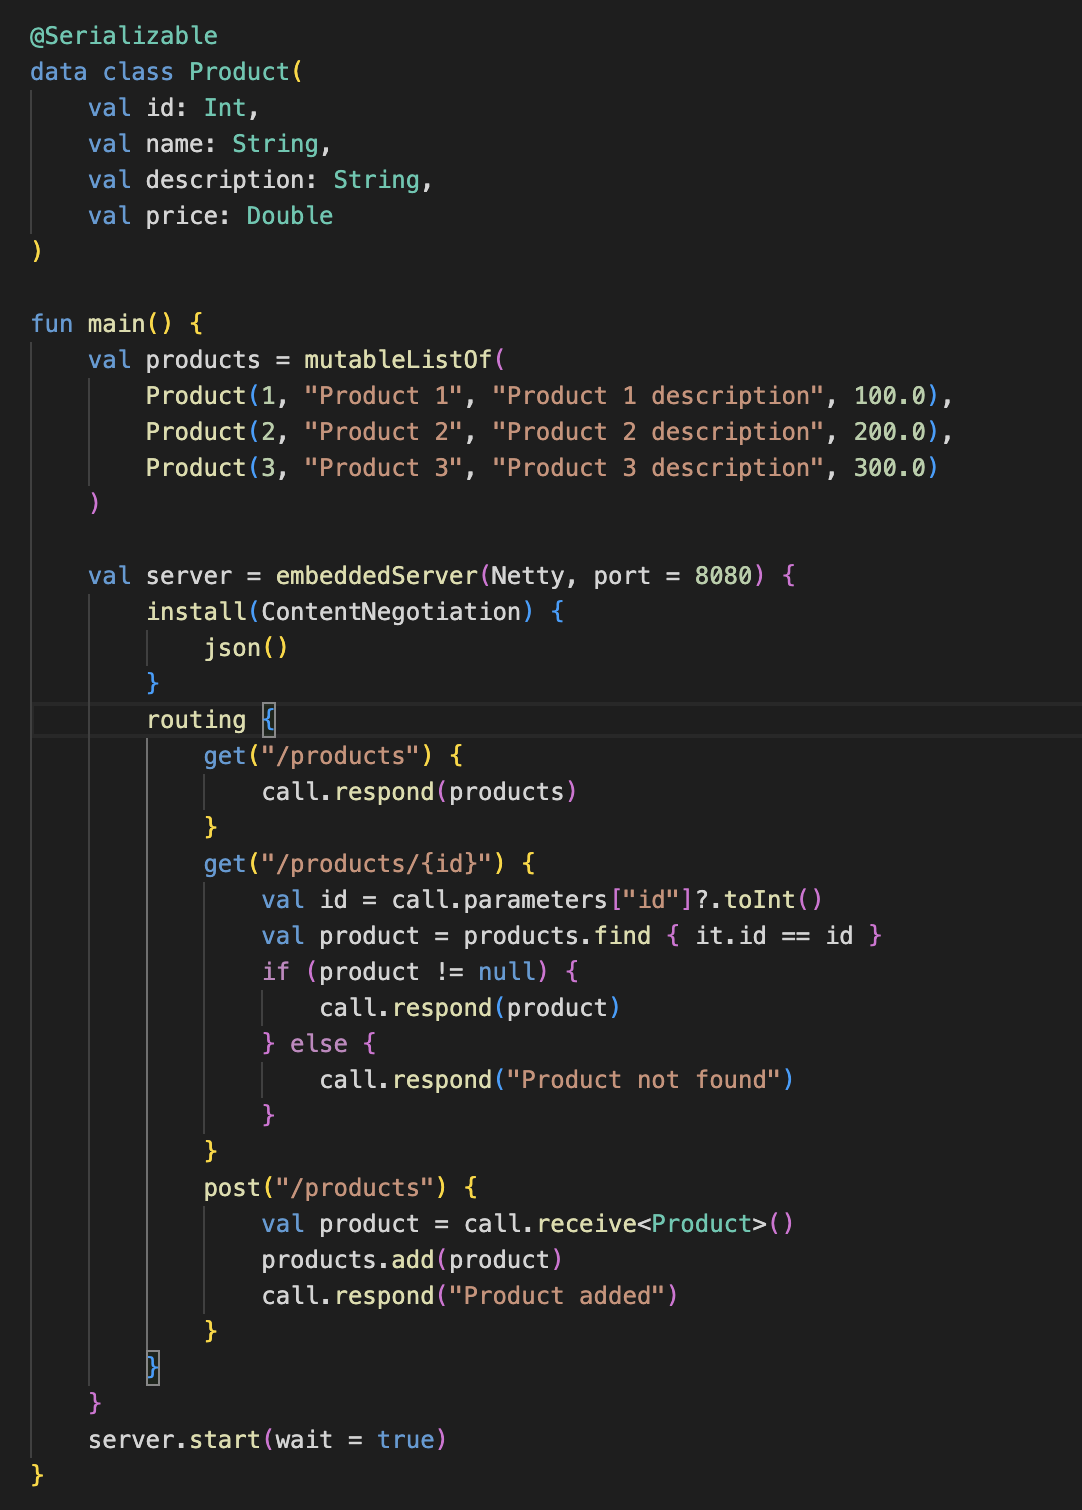 @Serializable
data class Product(
    val id: Int,
    val name: String,
    val description: String,
    val price: Double
)

fun main() {
    val products = mutableListOf(
        Product(1, "Product 1", "Product 1 description", 100.0),
        Product(2, "Product 2", "Product 2 description", 200.0),
        Product(3, "Product 3", "Product 3 description", 300.0)
    )

    val server = embeddedServer(Netty, port = 8080) {
        install(ContentNegotiation) {
            json()
        }
        routing {
            get("/products") {
                call.respond(products)
            }
            get("/products/{id}") {
                val id = call.parameters["id"]?.toInt()
                val product = products.find { it.id == id }
                if (product != null) {
                    call.respond(product)
                } else {
                    call.respond("Product not found")
                }
            }
            post("/products") {
                val product = call.receive<Product>()
                products.add(product)
                call.respond("Product added")
            }
        }
    }
    server.start(wait = true)
}